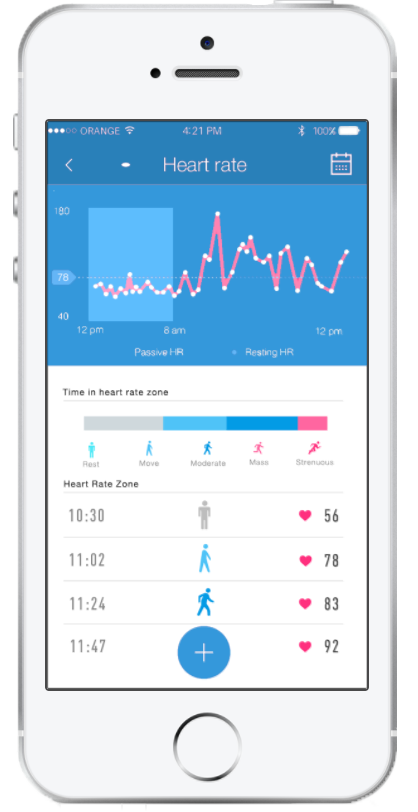 ORANGE 4:21 PM 100%
Heart rate
180
78
40
12 pm 8 am 12 pm
Passive HR Resting HR
Time in heart rate zone
Rest Move Moderate Mass Strenuous
Heart Rate Zone
10:30 56
11:02 78
11:24 83
11:47 92